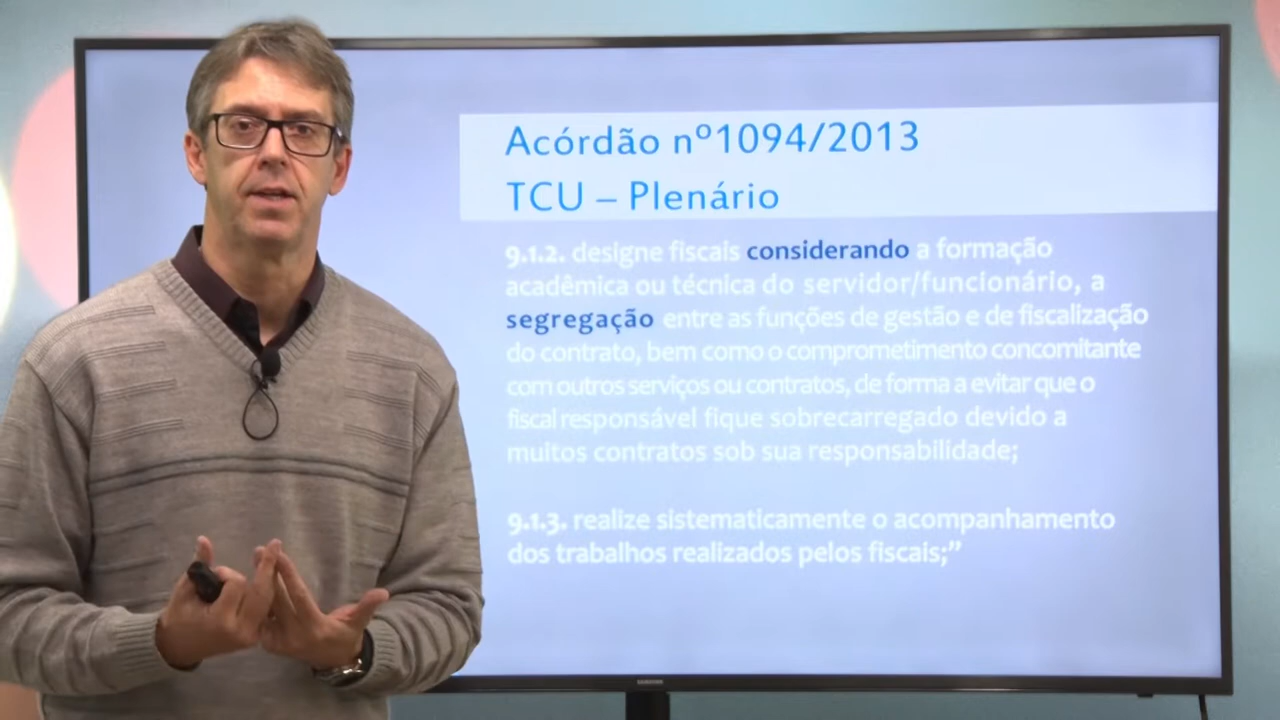 Acórdão nº1094/2013
TCU – Plenário
9.1.2. designe fiscais considerando a formação
acadêmica ou técnica do servidor/funcionário, a
segregação entre as funções de gestão e de fiscalização
do contrato, bem como o comprometimento concomitante
com outros serviços ou contratos, de forma a evitar que o
fiscal responsável fique sobrecarregado devido a
muitos contratos sob sua responsabilidade;
9.1.3. realize sistematicamente o acompanhamento
dos trabalhos realizados pelos fiscais;”
SAMSUNG